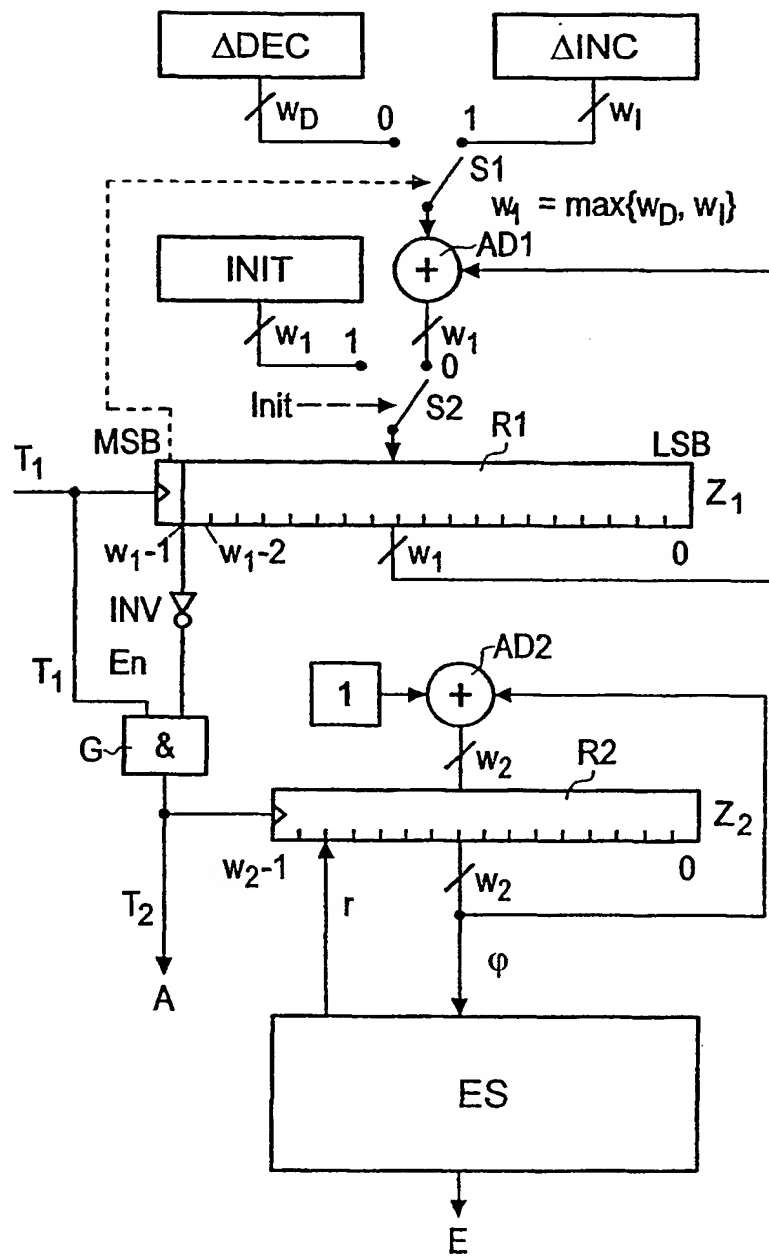 ΔDEC ΔINC
w_D 0 1 w_I
S1
w_1 = max{w_D, w_I}
AD1
INIT +
w_1 1 w_1
0
Init S2
MSB R1 LSB
T_1 Z_1
w_1-1 w_1-2 w_1 0
INV
En AD2
T_1 1 +
G & w_2 R2
Z_2
w_2-1 w_2 0
T_2 r
φ
A
ES
E